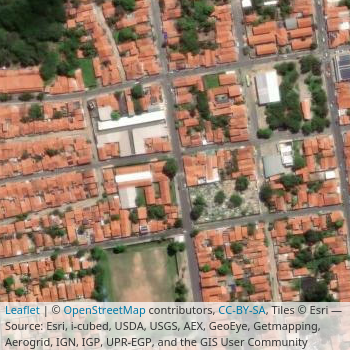 Leaflet | © OpenStreetMap contributors, CC-BY-SA, Tiles © Esri —
Source: Esri, i-cubed, USDA, USGS, AEX, GeoEye, Getmapping,
Aerogrid, IGN, IGP, UPR-EGP, and the GIS User Community